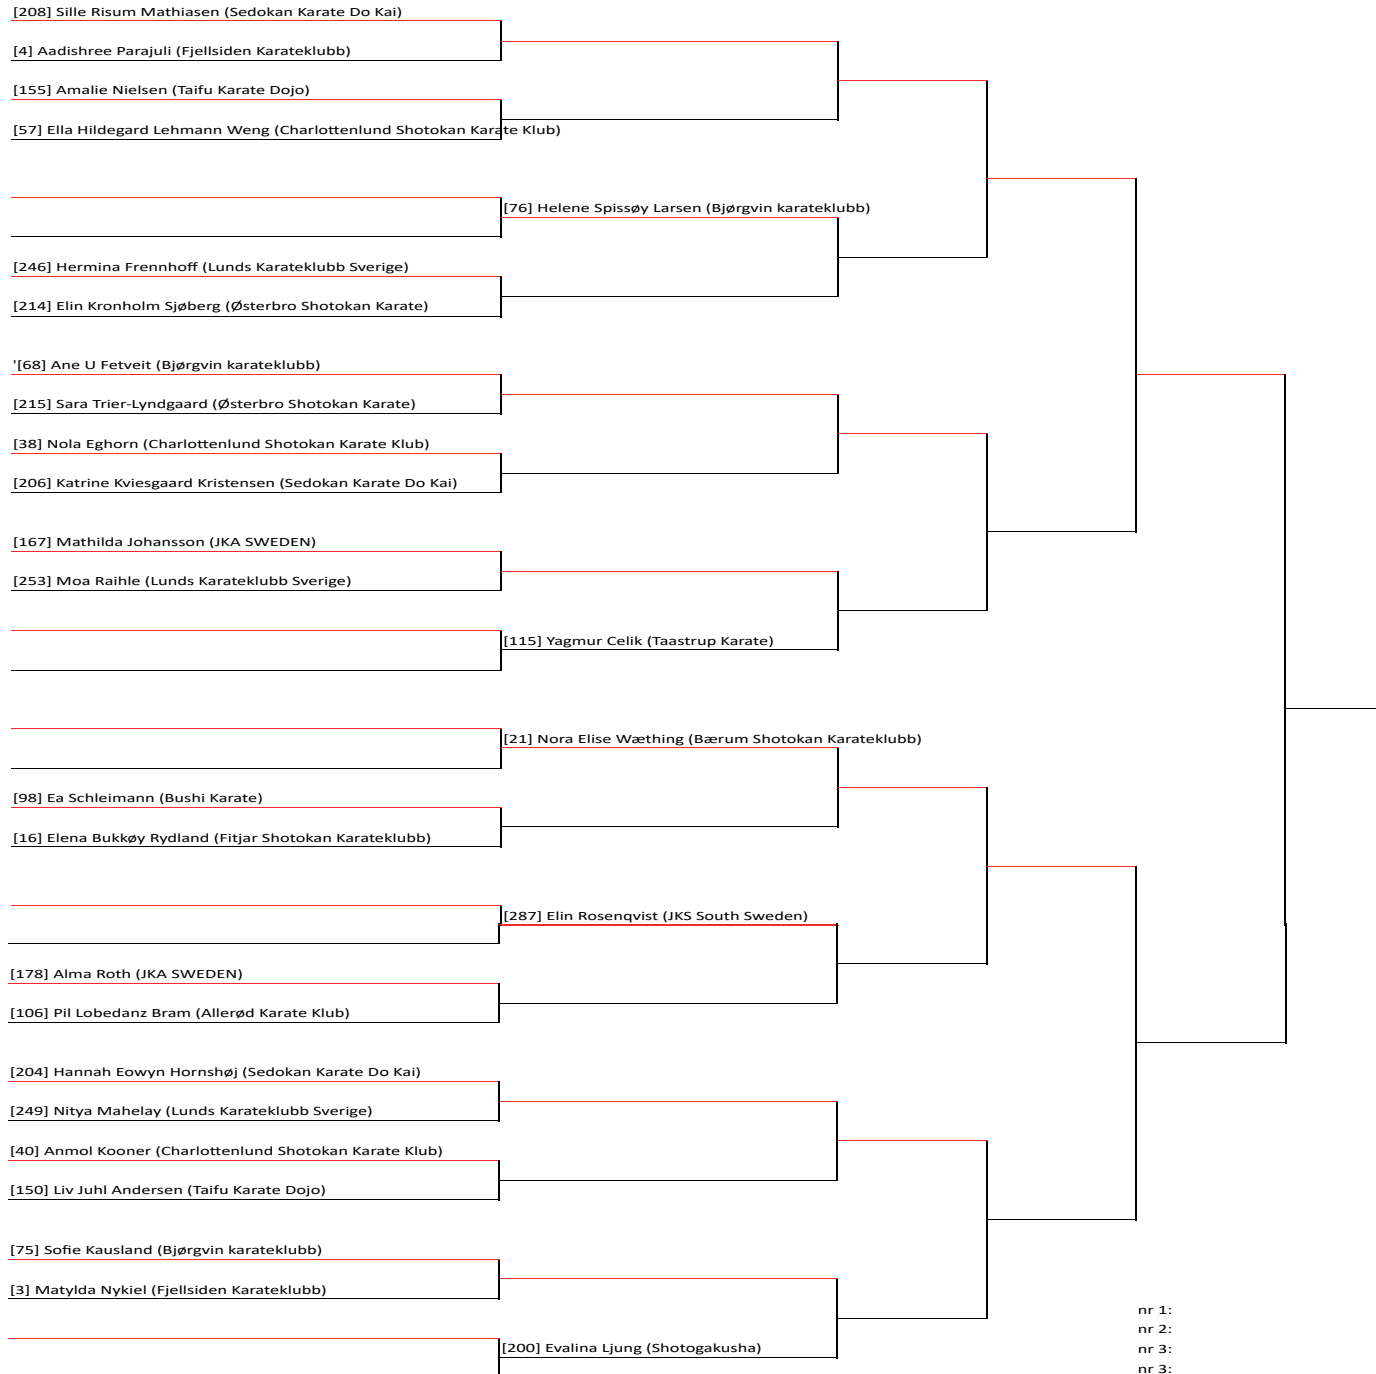 [208] Sille Risum Mathiasen (Sedokan Karate Do Kai)
[4] Aadishree Parajuli (Fjellsiden Karateklubb)
[155] Amalie Nielsen (Taifu Karate Dojo)
[57] Ella Hildegard Lehmann Weng (Charlottenlund Shotokan Karate Klub)
[76] Helene Spissøy Larsen (Bjørgvin karateklubb)
[246] Hermina Frennhoff (Lunds Karateklubb Sverige)
[214] Elin Kronholm Sjøberg (Østerbro Shotokan Karate)
'[68] Ane U Fetveit (Bjørgvin karateklubb)
[215] Sara Trier-Lyndgaard (Østerbro Shotokan Karate)
[38] Nola Eghorn (Charlottenlund Shotokan Karate Klub)
[206] Katrine Kviesgaard Kristensen (Sedokan Karate Do Kai)
[167] Mathilda Johansson (JKA SWEDEN)
[253] Moa Raihle (Lunds Karateklubb Sverige)
[115] Yagmur Celik (Taastrup Karate)
[21] Nora Elise Wæthing (Bærum Shotokan Karateklubb)
[98] Ea Schleimann (Bushi Karate)
[16] Elena Bukkøy Rydland (Fitjar Shotokan Karateklubb)
[287] Elin Rosenqvist (JKS South Sweden)
[178] Alma Roth (JKA SWEDEN)
[106] Pil Lobedanz Bram (Allerød Karate Klub)
[204] Hannah Eowyn Hornshøj (Sedokan Karate Do Kai)
[249] Nitya Mahelay (Lunds Karateklubb Sverige)
[40] Anmol Kooner (Charlottenlund Shotokan Karate Klub)
[150] Liv Juhl Andersen (Taifu Karate Dojo)
[75] Sofie Kausland (Bjørgvin karateklubb)
[3] Matylda Nykiel (Fjellsiden Karateklubb)
[200] Evalina Ljung (Shotogakusha)
nr 1:
nr 2:
nr 3:
nr 3: